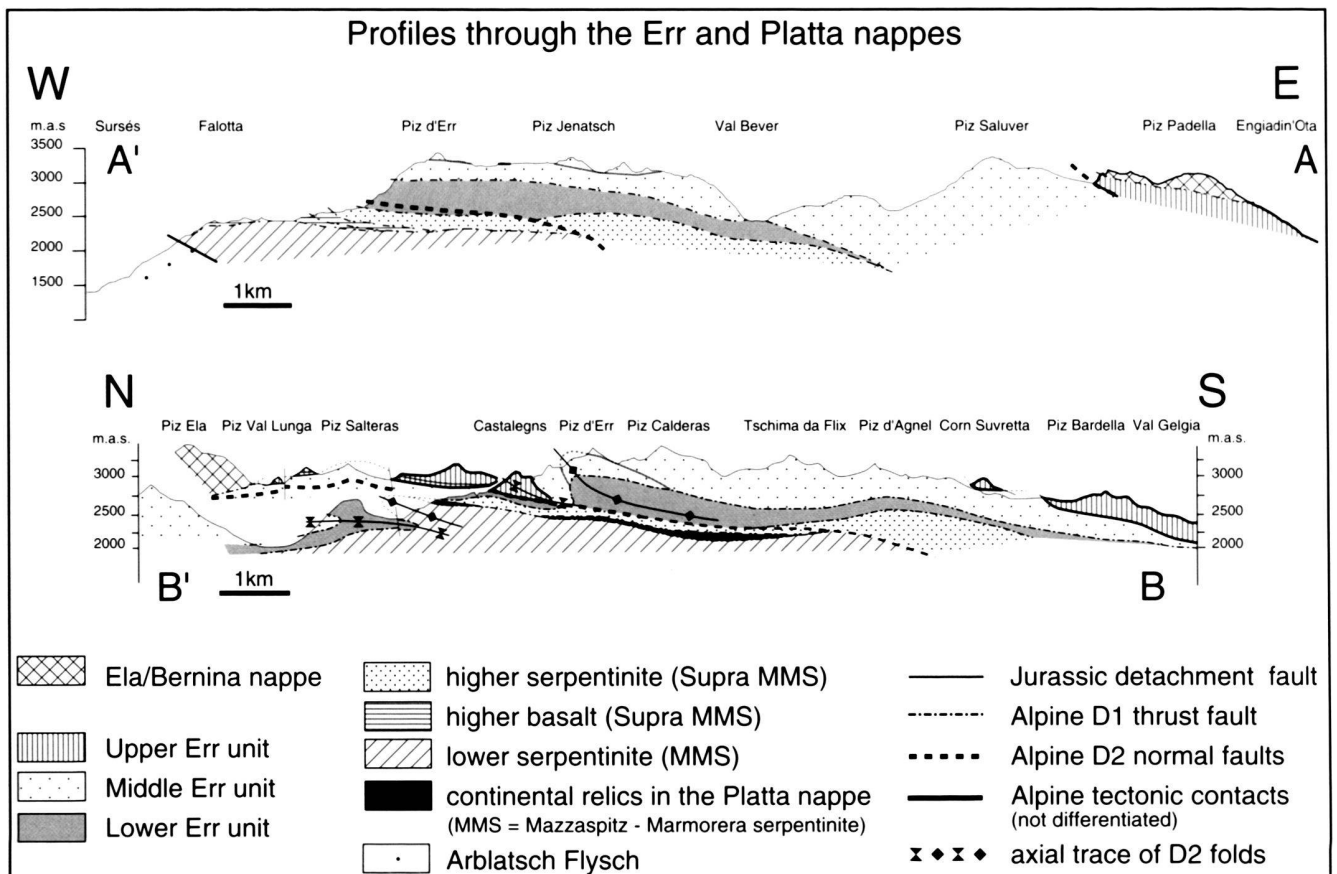 Profiles through the Err and Platta nappes
W E
m.a.s Sursés Falotta Piz d'Err Piz Jenatsch Val Bever Piz Saluver Piz Padella Engiadin'Ota
3500 A' A
3000
2500
2000
1500
1km
N S
Piz Ela Piz Val Lunga Piz Salteras Castalegns Piz d'Err Piz Calderas Tschima da Flix Piz d'Agnel Corn Suvretta Piz Bardella Val Gelgia
m.a.s. m.a.s.
3000 3000
2500 2500
2000 2000
B' 1km B
Ela/Bernina nappe
Upper Err unit
Middle Err unit
Lower Err unit
higher serpentinite (Supra MMS)
higher basalt (Supra MMS)
lower serpentinite (MMS)
continental relics in the Platta nappe
(MMS = Mazzaspitz - Marmorera serpentinite)
Arblatsch Flysch
Jurassic detachment fault
Alpine D1 thrust fault
Alpine D2 normal faults
Alpine tectonic contacts
(not differentiated)
axial trace of D2 folds